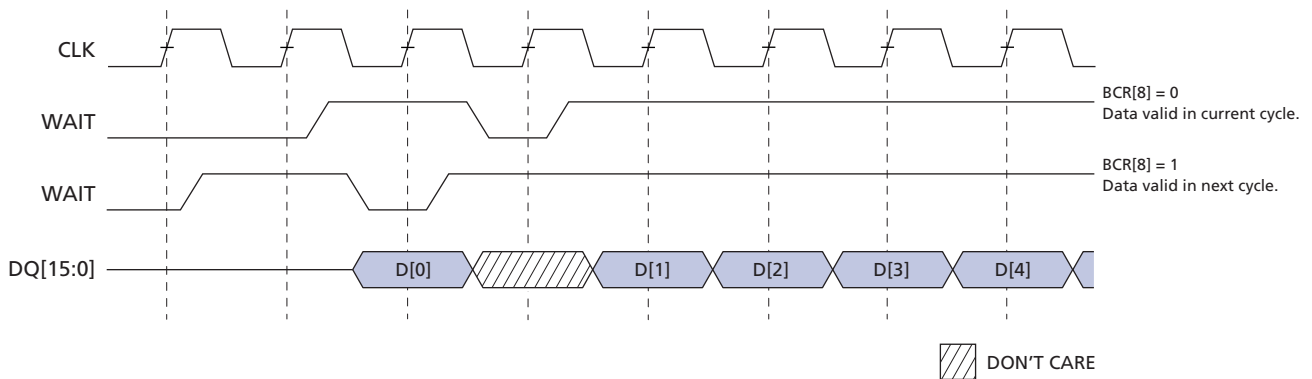 CLK
WAIT
BCR[8] = 0
Data valid in current cycle.
WAIT
BCR[8] = 1
Data valid in next cycle.
DQ[15:0]
D[0]
D[1]
D[2]
D[3]
D[4]
DON'T CARE